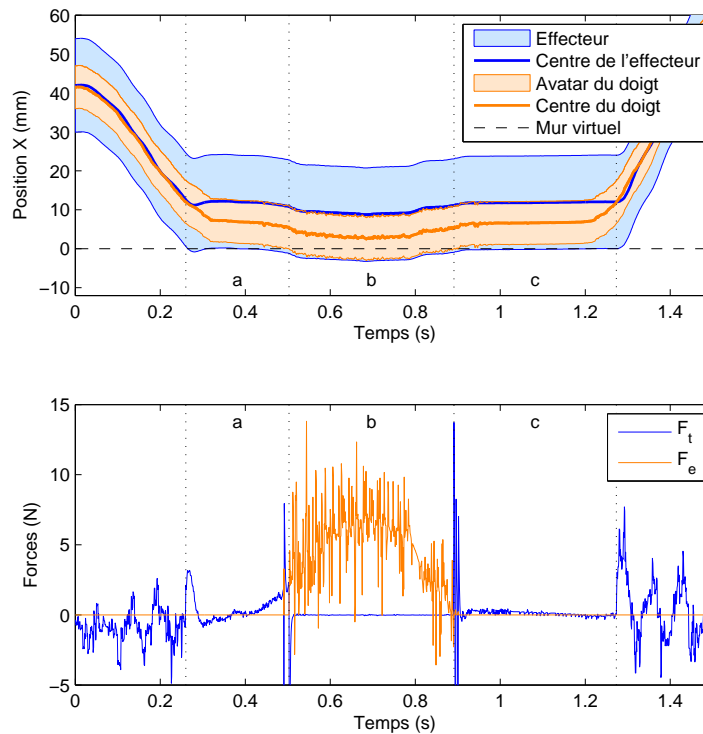 60
50
40
30
20
10
0
−10
Position X (mm)
Effecteur
Centre de l'effecteur
Avatar du doigt
Centre du doigt
Mur virtuel
a b c
0 0.2 0.4 0.6 0.8 1 1.2 1.4
Temps (s)
15
10
5
0
−5
Forces (N)
a b c
F_t
F_e
0 0.2 0.4 0.6 0.8 1 1.2 1.4
Temps (s)